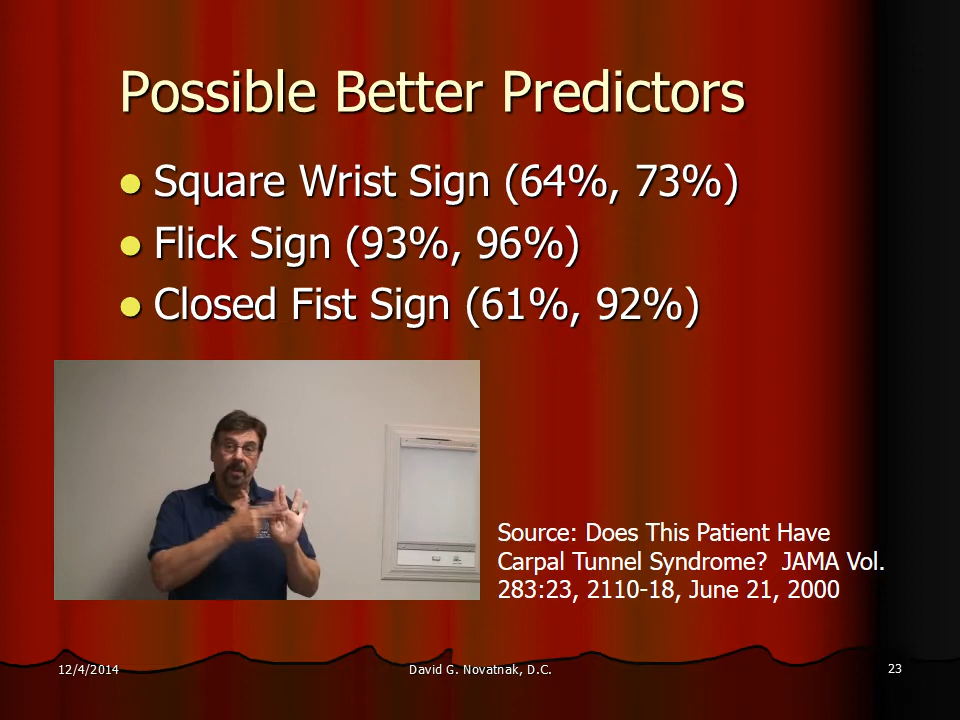 Possible Better Predictors
Square Wrist Sign (64%, 73%)
Flick Sign (93%, 96%)
Closed Fist Sign (61%, 92%)
Source: Does This Patient Have
Carpal Tunnel Syndrome?  JAMA Vol.
283:23, 2110-18, June 21, 2000
12/4/2014
David G. Novatnak, D.C.
23